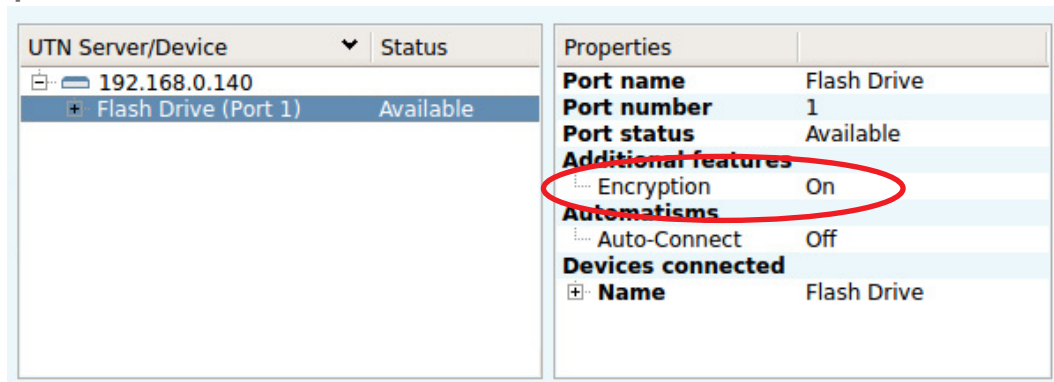 UTN Server/Device Status
192.168.0.140
Flash Drive (Port 1) Available
Properties
Port name Flash Drive
Port number 1
Port status Available
Additional features
Encryption On
Automatisms
Auto-Connect Off
Devices connected
Name Flash Drive